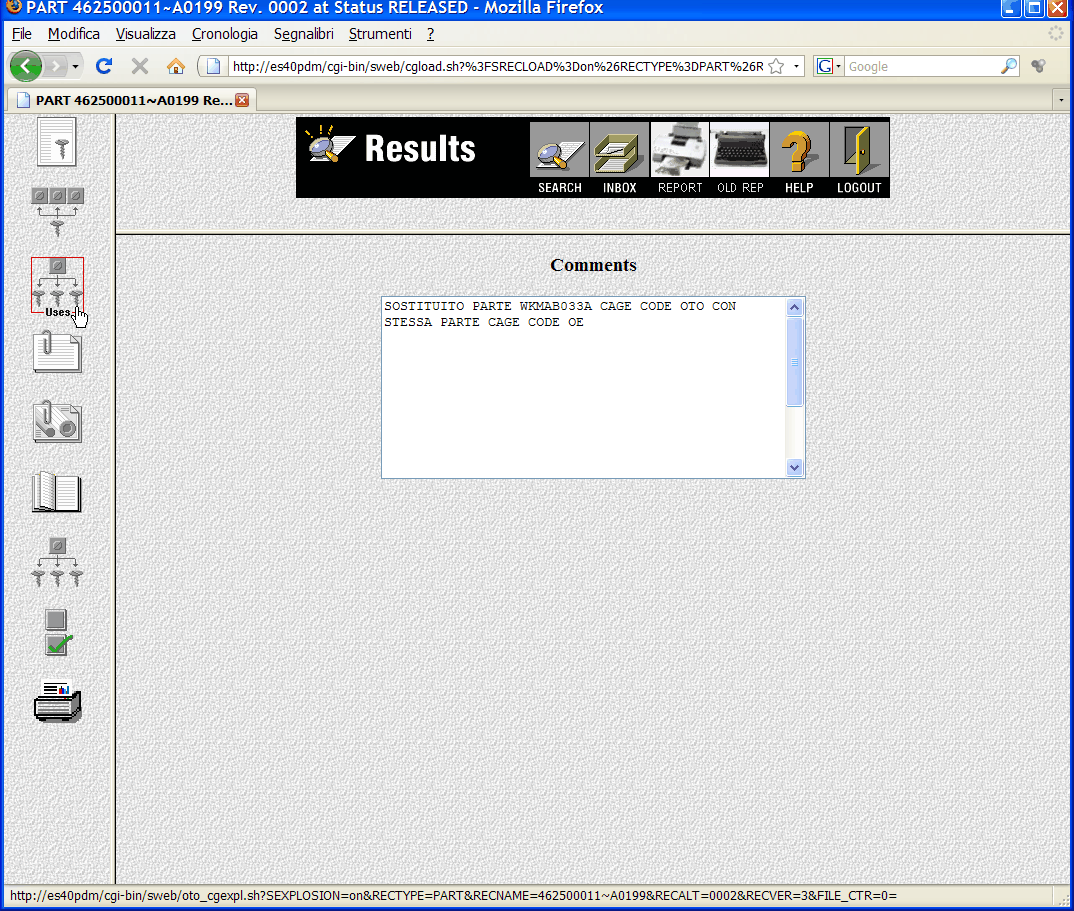 PART 462500011~A0199 Rev. 0002 at Status RELEASED - Mozilla Firefox
File Modifica Visualizza Cronologia Segnalibri Strumenti ?
http://es40pdm/cgi-bin/sweb/cgload.sh?%3FSRECLOAD%3Don%26RECTYPE%3DPART%26R
G Google
PART 462500011~A0199 Re...
Results
SEARCH INBOX REPORT OLD REP HELP LOGOUT
Comments
SOSTITUITO PARTE WKMAB033A CAGE CODE OTO CON
STESSA PARTE CAGE CODE OE
Uses
http://es40pdm/cgi-bin/sweb/oto_cgexpl.sh?SEXPLOSION=on&RECTYPE=PART&RECNAME=462500011~A0199&RECALT=0002&RECVER=3&FILE_CTR=0=